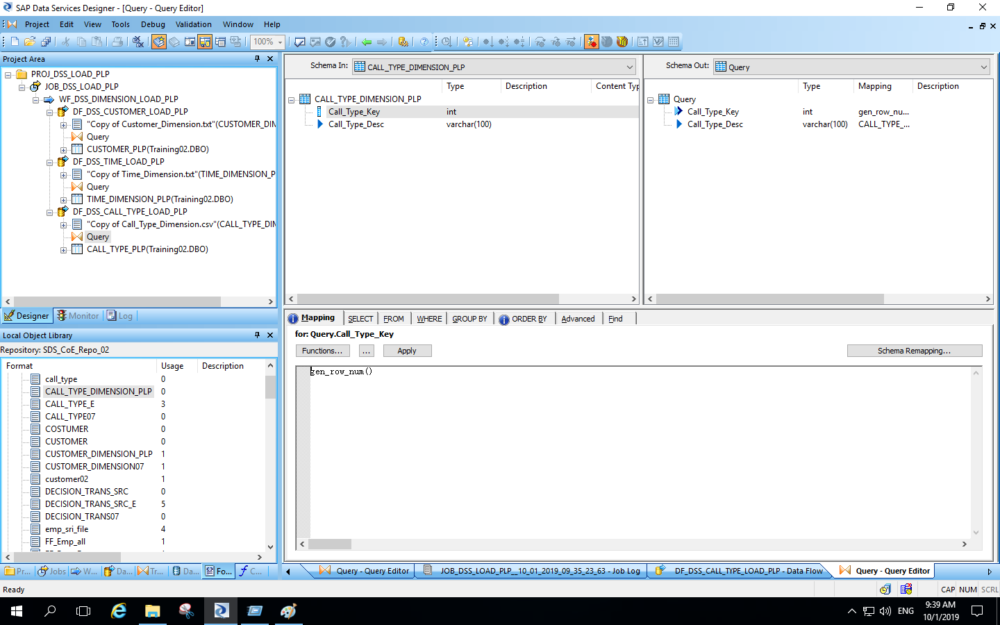 SAP Data Services Designer - [Query - Query Editor]
Project Edit View Tools Debug Validation Window Help
100%
Project Area
PROJ_DSS_LOAD_PLP
JOB_DSS_LOAD_PLP
WF_DSS_DIMENSION_LOAD_PLP
DF_DSS_CUSTOMER_LOAD_PLP
"Copy of Customer_Dimension.txt"(CUSTOMER_DIM
Query
CUSTOMER_PLP(Training02.DBO)
DF_DSS_TIME_LOAD_PLP
"Copy of Time_Dimension.txt"(TIME_DIMENSION_P
Query
TIME_DIMENSION_PLP(Training02.DBO)
DF_DSS_CALL_TYPE_LOAD_PLP
"Copy of Call_Type_Dimension.csv"(CALL_TYPE_DIM
Query
CALL_TYPE_PLP(Training02.DBO)
Designer Monitor Log
Local Object Library
Repository: SDS_CoE_Repo_02
Format Usage Description
call_type 0
CALL_TYPE_DIMENSION_PLP 0
CALL_TYPE_E 3
CALL_TYPE07 0
COSTUMER 0
CUSTOMER 0
CUSTOMER_DIMENSION_PLP 1
CUSTOMER_DIMENSION07 1
customer02 1
DECISION_TRANS_SRC 0
DECISION_TRANS_SRC_E 5
DECISION_TRANS07 0
emp_sri_file 4
FF_Emp_all 1
Pr... Jobs W... Da... Tr... Da... Fo... C...
Schema In: CALL_TYPE_DIMENSION_PLP
Type Description Content Typ
CALL_TYPE_DIMENSION_PLP
Call_Type_Key int
Call_Type_Desc varchar(100)
Schema Out: Query
Type Mapping Description
Query
Call_Type_Key int gen_row_nu...
Call_Type_Desc varchar(100) CALL_TYPE_...
Mapping SELECT FROM WHERE GROUP BY ORDER BY Advanced Find
for: Query.Call_Type_Key
Functions... ... Apply Schema Remapping...
gen_row_num()
Query - Query Editor JOB_DSS_LOAD_PLP__10_01_2019_09_35_23_63 - Job Log DF_DSS_CALL_TYPE_LOAD_PLP - Data Flow Query - Query Editor
Ready CAP NUM SCRL
ENG 9:39 AM
10/1/2019